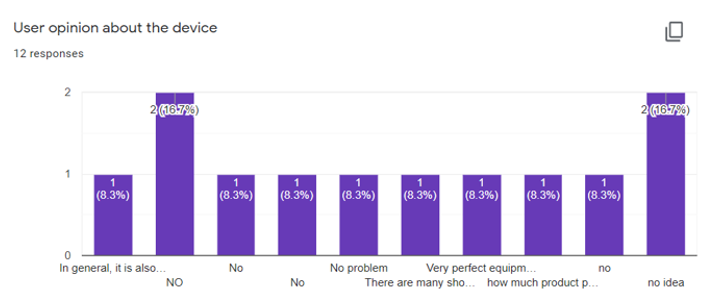 User opinion about the device
12 responses
2
1
0
1
(8.3%)
2 (16.7%)
1
(8.3%)
1
(8.3%)
1
(8.3%)
1
(8.3%)
1
(8.3%)
1
(8.3%)
1
(8.3%)
2 (16.7%)
In general, it is also…
NO
No
No
No problem
There are many sho…
Very perfect equipm…
how much product p…
no
no idea